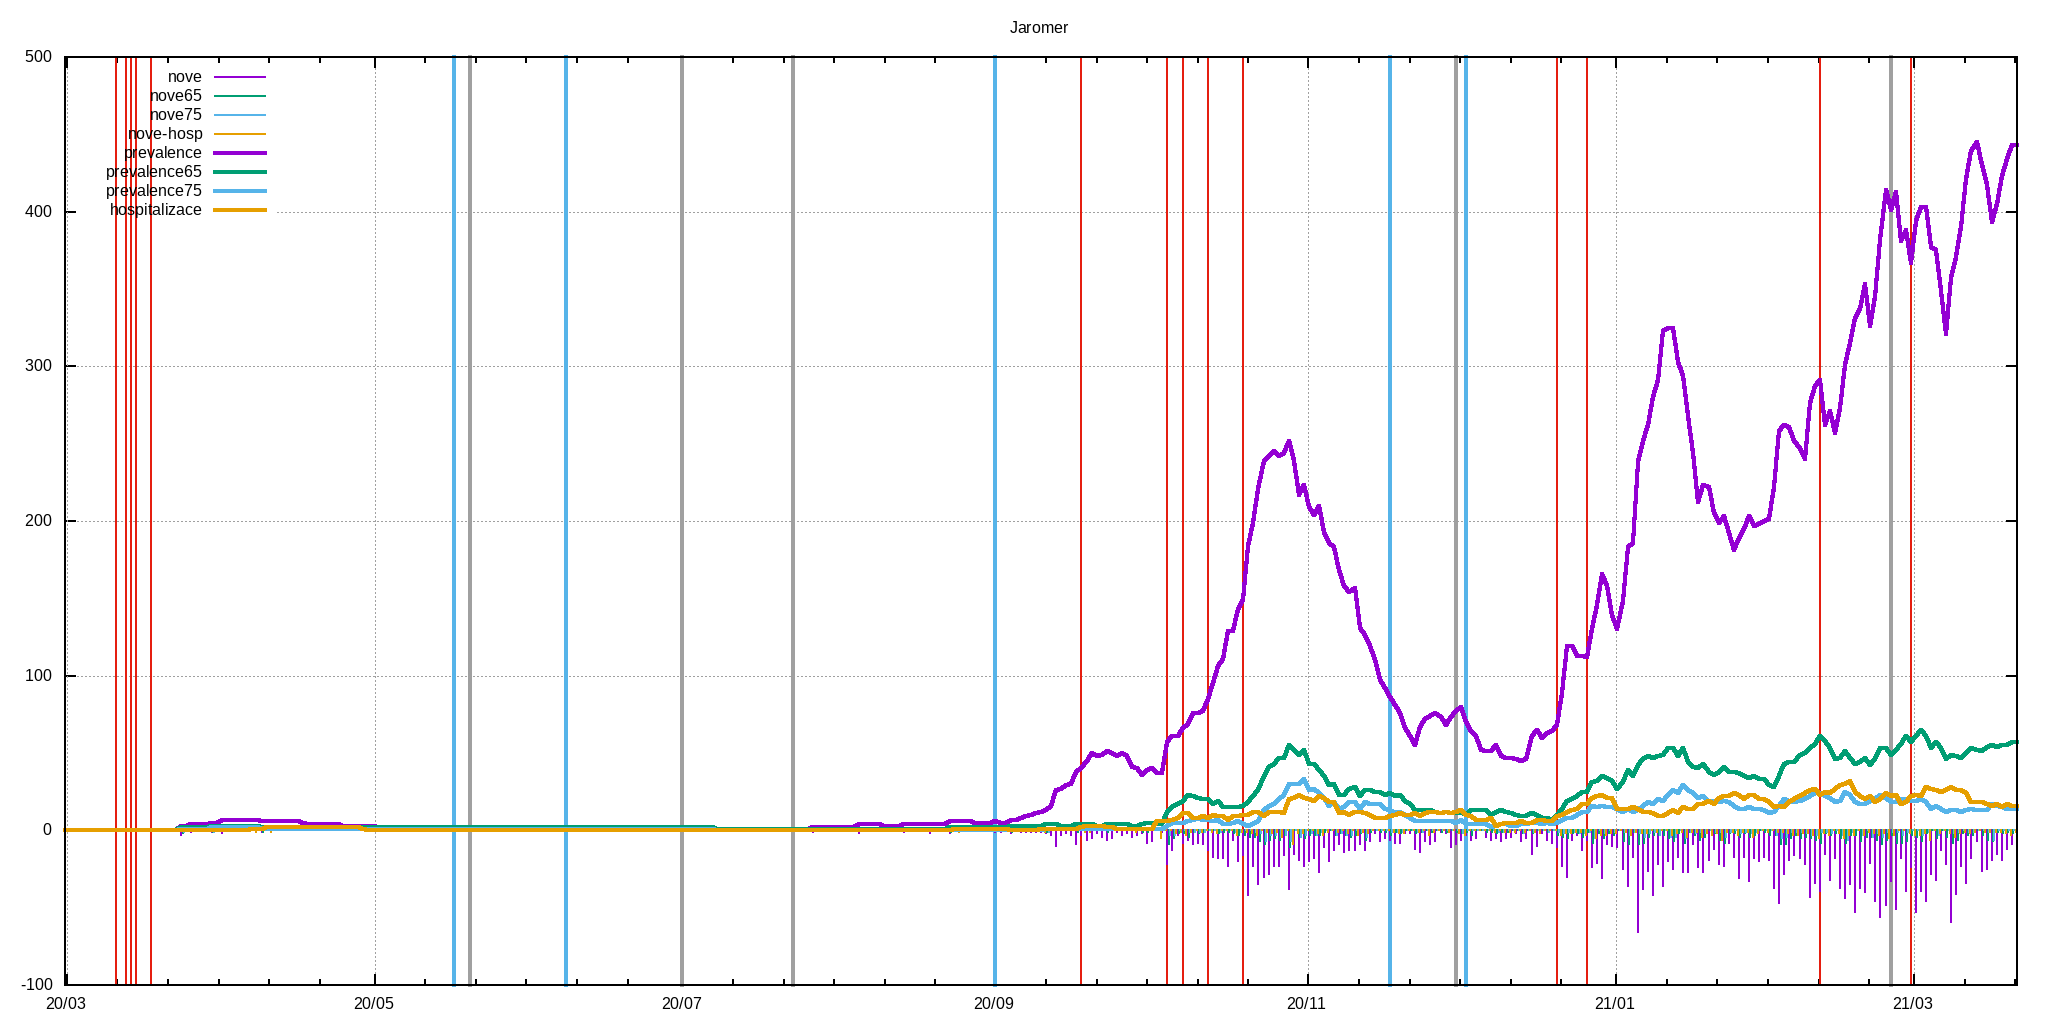 Jaromer
500
nove
nove65
nove75
nove-hosp
prevalence
prevalence65
prevalence75
hospitalizace
400
300
200
100
0
-100
20/03 20/05 20/07 20/09 20/11 21/01 21/03